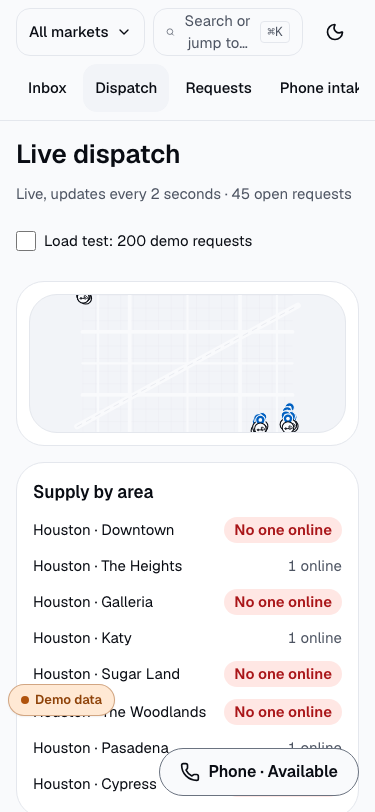 All markets
Search or
jump to...
⌘K
Inbox
Dispatch
Requests
Phone intak
Live dispatch
Live, updates every 2 seconds · 45 open requests
Load test: 200 demo requests
Supply by area
Houston · Downtown No one online
Houston · The Heights 1 online
Houston · Galleria No one online
Houston · Katy 1 online
Houston · Sugar Land No one online
Demo data
Houston · The Woodlands No one online
Houston · Pasadena 1 online
Houston · Cypress
Phone · Available